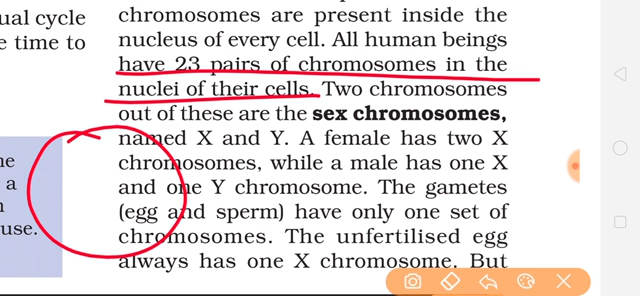 ual cycle
e time to
he
a
n
use.
chromosomes are present inside the
nucleus of every cell. All human beings
have 23 pairs of chromosomes in the
nuclei of their cells. Two chromosomes
out of these are the sex chromosomes,
named X and Y. A female has two X
chromosomes, while a male has one X
and one Y chromosome. The gametes
(egg and sperm) have only one set of
chromosomes. The unfertilised egg
always has one X chromosome. But